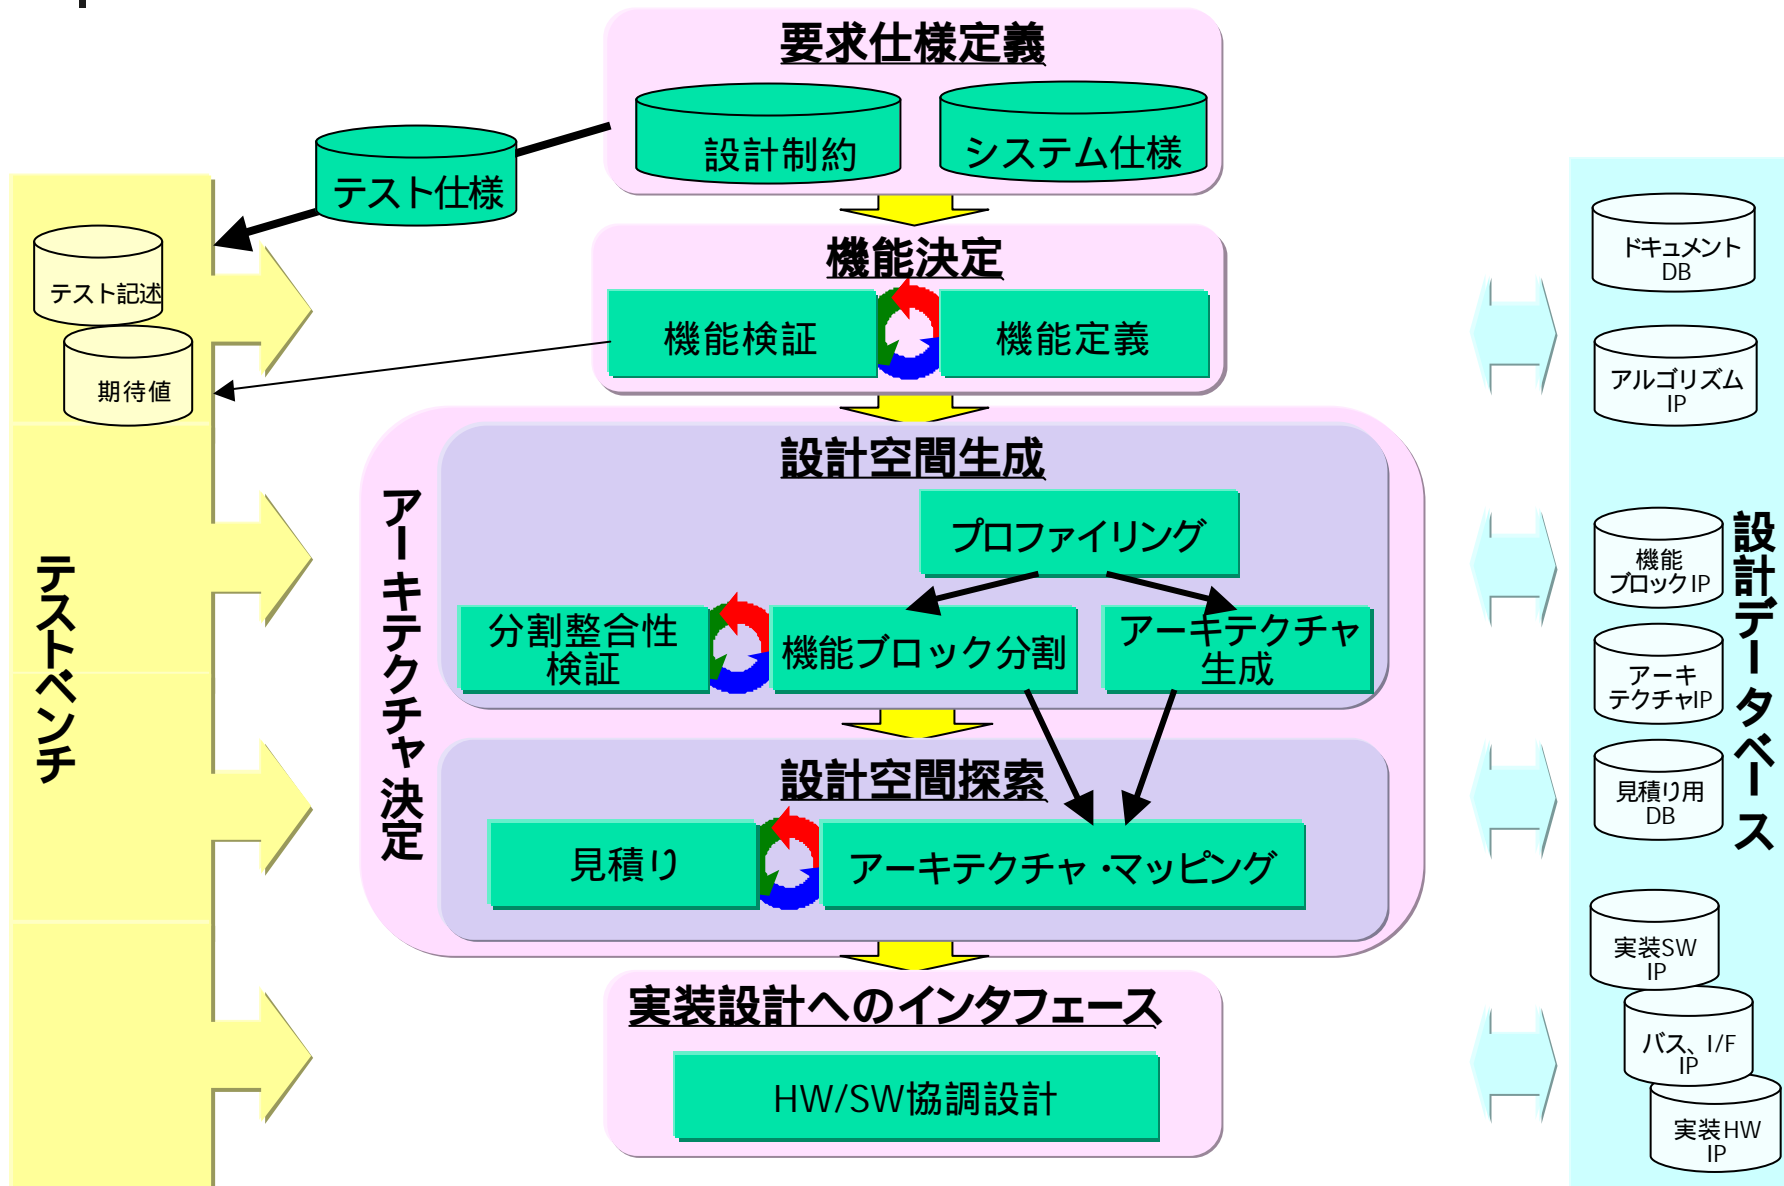 要求仕様定義
設計制約
システム仕様
テスト仕様
テスト記述
期待値
テストベンチ
機能決定
機能検証
機能定義
アーキテクチャ決定
設計空間生成
プロファイリング
分割整合性
検証
機能ブロック分割
アーキテクチャ
生成
設計空間探索
見積り
アーキテクチャ・マッピング
実装設計へのインタフェース
HW/SW協調設計
設計データベース
ドキュメント
DB
アルゴリズム
IP
機能
ブロックIP
アーキ
テクチャIP
見積り用
DB
実装SW
IP
バス、I/F
IP
実装HW
IP